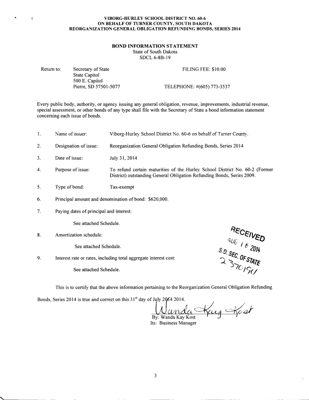 VIBORG-HURLEY SCHOOL DISTRICT NO. 60-6
ON BEHALF OF TURNER COUNTY, SOUTH DAKOTA
REORGANIZATION GENERAL OBLIGATION REFUNDING BONDS, SERIES 2014
BOND INFORMATION STATEMENT
State of South Dakota
SDCL 6-8B-19
Return to: Secretary of State FILING FEE: $10.00
State Capitol
500 E. Capitol
Pierre, SD 57501-5077 TELEPHONE: #(605) 773-3537
Every public body, authority, or agency issuing any general obligation, revenue, improvements, industrial revenue,
special assessment, or other bonds of any type shall file with the Secretary of State a bond information statement
concerning each issue of bonds.
1. Name of issuer: Viborg-Hurley School District No. 60-6 on behalf of Turner County.
2. Designation of issue: Reorganization General Obligation Refunding Bonds, Series 2014
3. Date of issue: July 31, 2014
4. Purpose of issue: To refund certain maturities of the Hurley School District No. 60-2 (Former
District) outstanding General Obligation Refunding Bonds, Series 2009.
5. Type of bond: Tax-exempt
6. Principal amount and denomination of bond: $620,000.
7. Paying dates of principal and interest:
See attached Schedule.
8. Amortization schedule:
See attached Schedule.
9. Interest rate or rates, including total aggregate interest cost:
See attached Schedule.
RECEIVED
AUG 18 2014
S.D. SEC. OF STATE
This is to certify that the above information pertaining to the Reorganization General Obligation Refunding
Bonds, Series 2014 is true and correct on this 31st day of July 2014.
Wanda Kay Kost
By: Wanda Kay Kost
Its: Business Manager
3